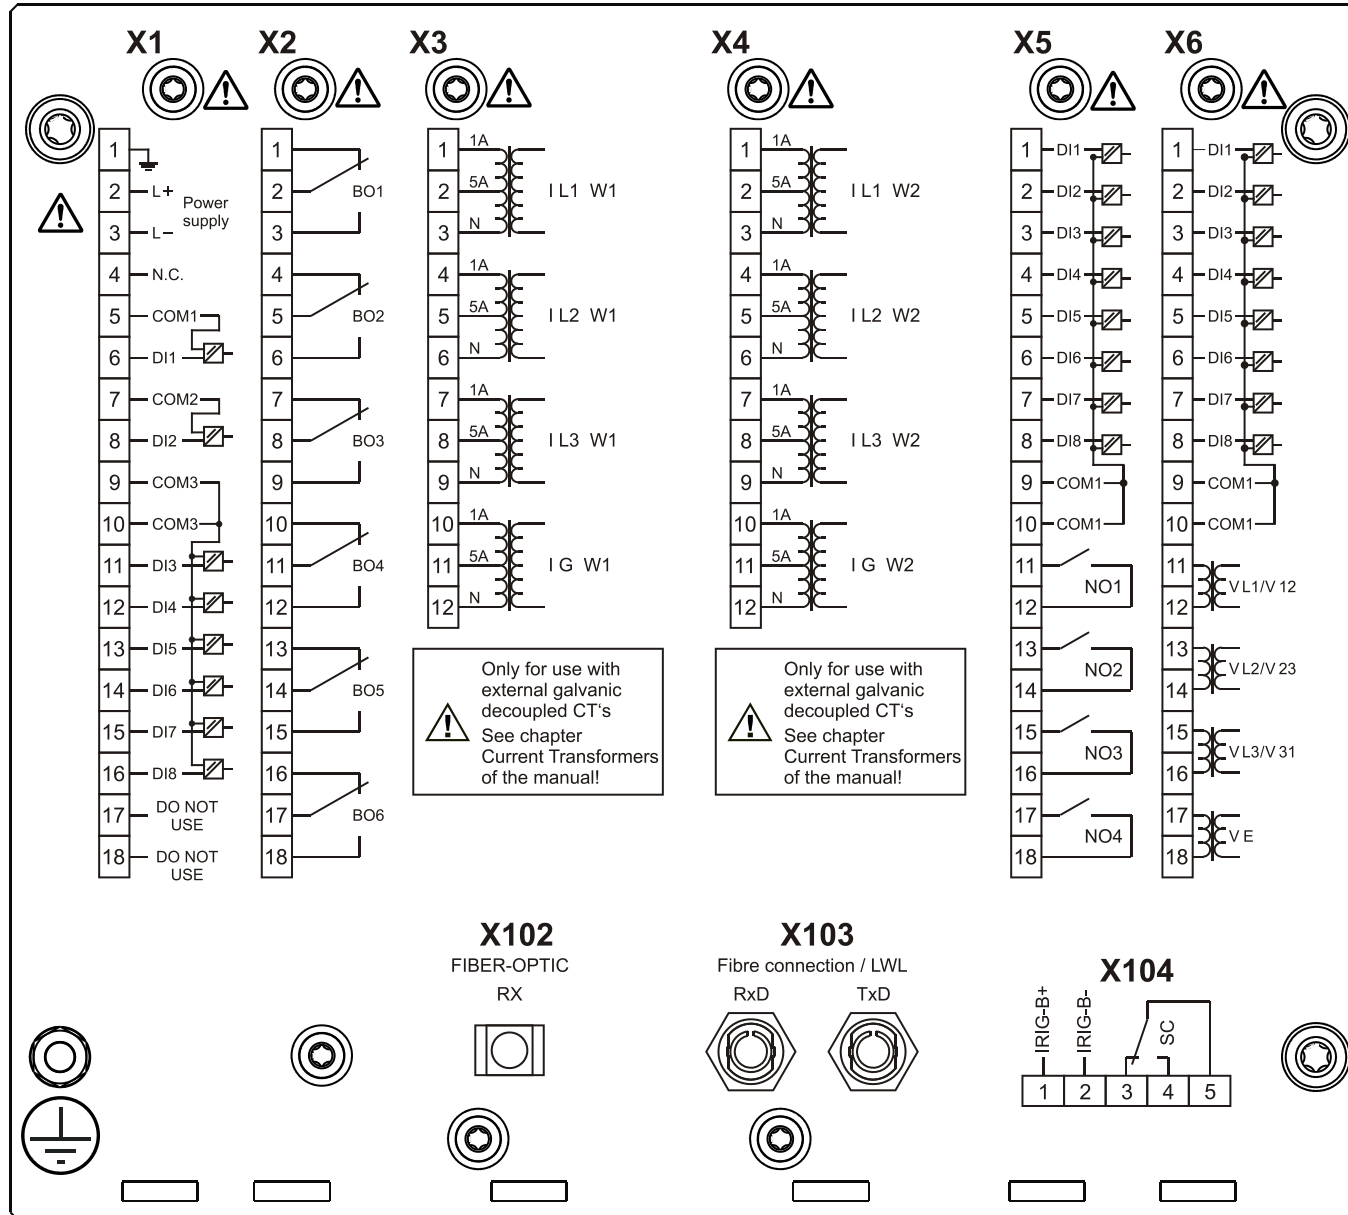 X1 X2 X3 X4 X5 X6
1
2 L+
Power
supply
3 L–
4 N.C.
5 COM1
6 DI1
7 COM2
8 DI2
9 COM3
10 COM3
11 DI3
12 DI4
13 DI5
14 DI6
15 DI7
16 DI8
17 DO NOT
USE
18 DO NOT
USE
1
2 BO1
3
4
5 BO2
6
7
8 BO3
9
10
11 BO4
12
13
14 BO5
15
16
17 BO6
18
1 1A
2 5A I L1 W1
3 N
4 1A
5 5A I L2 W1
6 N
7 1A
8 5A I L3 W1
9 N
10 1A
11 5A I G W1
12 N
Only for use with
external galvanic
decoupled CT‘s
See chapter
Current Transformers
of the manual!
1 1A
2 5A I L1 W2
3 N
4 1A
5 5A I L2 W2
6 N
7 1A
8 5A I L3 W2
9 N
10 1A
11 5A I G W2
12 N
Only for use with
external galvanic
decoupled CT‘s
See chapter
Current Transformers
of the manual!
1 DI1
2 DI2
3 DI3
4 DI4
5 DI5
6 DI6
7 DI7
8 DI8
9 COM1
10 COM1
11
NO1
12
13
NO2
14
15
NO3
16
17
NO4
18
1 DI1
2 DI2
3 DI3
4 DI4
5 DI5
6 DI6
7 DI7
8 DI8
9 COM1
10 COM1
11
V L1/V 12
12
13
V L2/V 23
14
15
V L3/V 31
16
17
V E
18
X102
FIBER-OPTIC
RX
X103
Fibre connection / LWL
RxD TxD
X104
IRIG-B+
IRIG-B-
SC
1 2 3 4 5